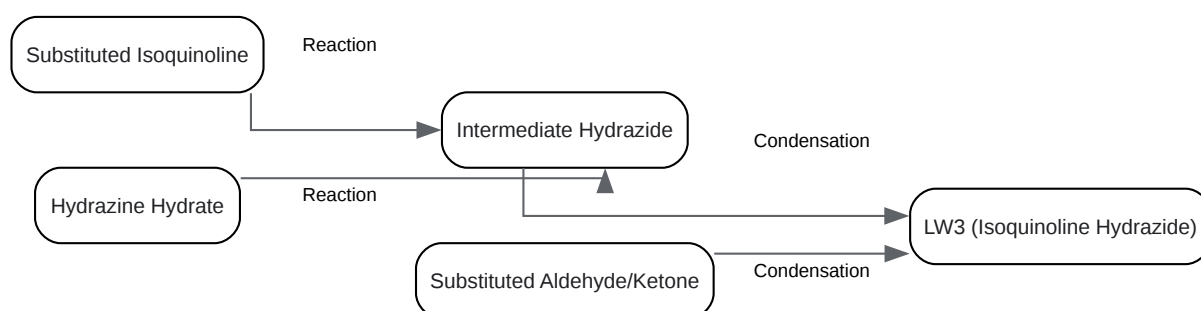 Substituted Isoquinoline
Reaction
Intermediate Hydrazide
Condensation
Hydrazine Hydrate
Reaction
LW3 (Isoquinoline Hydrazide)
Substituted Aldehyde/Ketone
Condensation